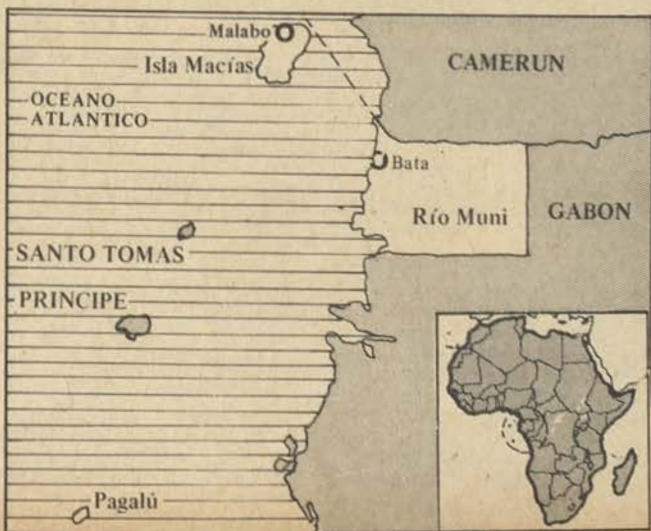 Malabo
Isla Macías
CAMERUN
OCEANO
ATLANTICO
Bata
Río Muni
GABON
SANTO TOMAS
PRINCIPE
Pagalú